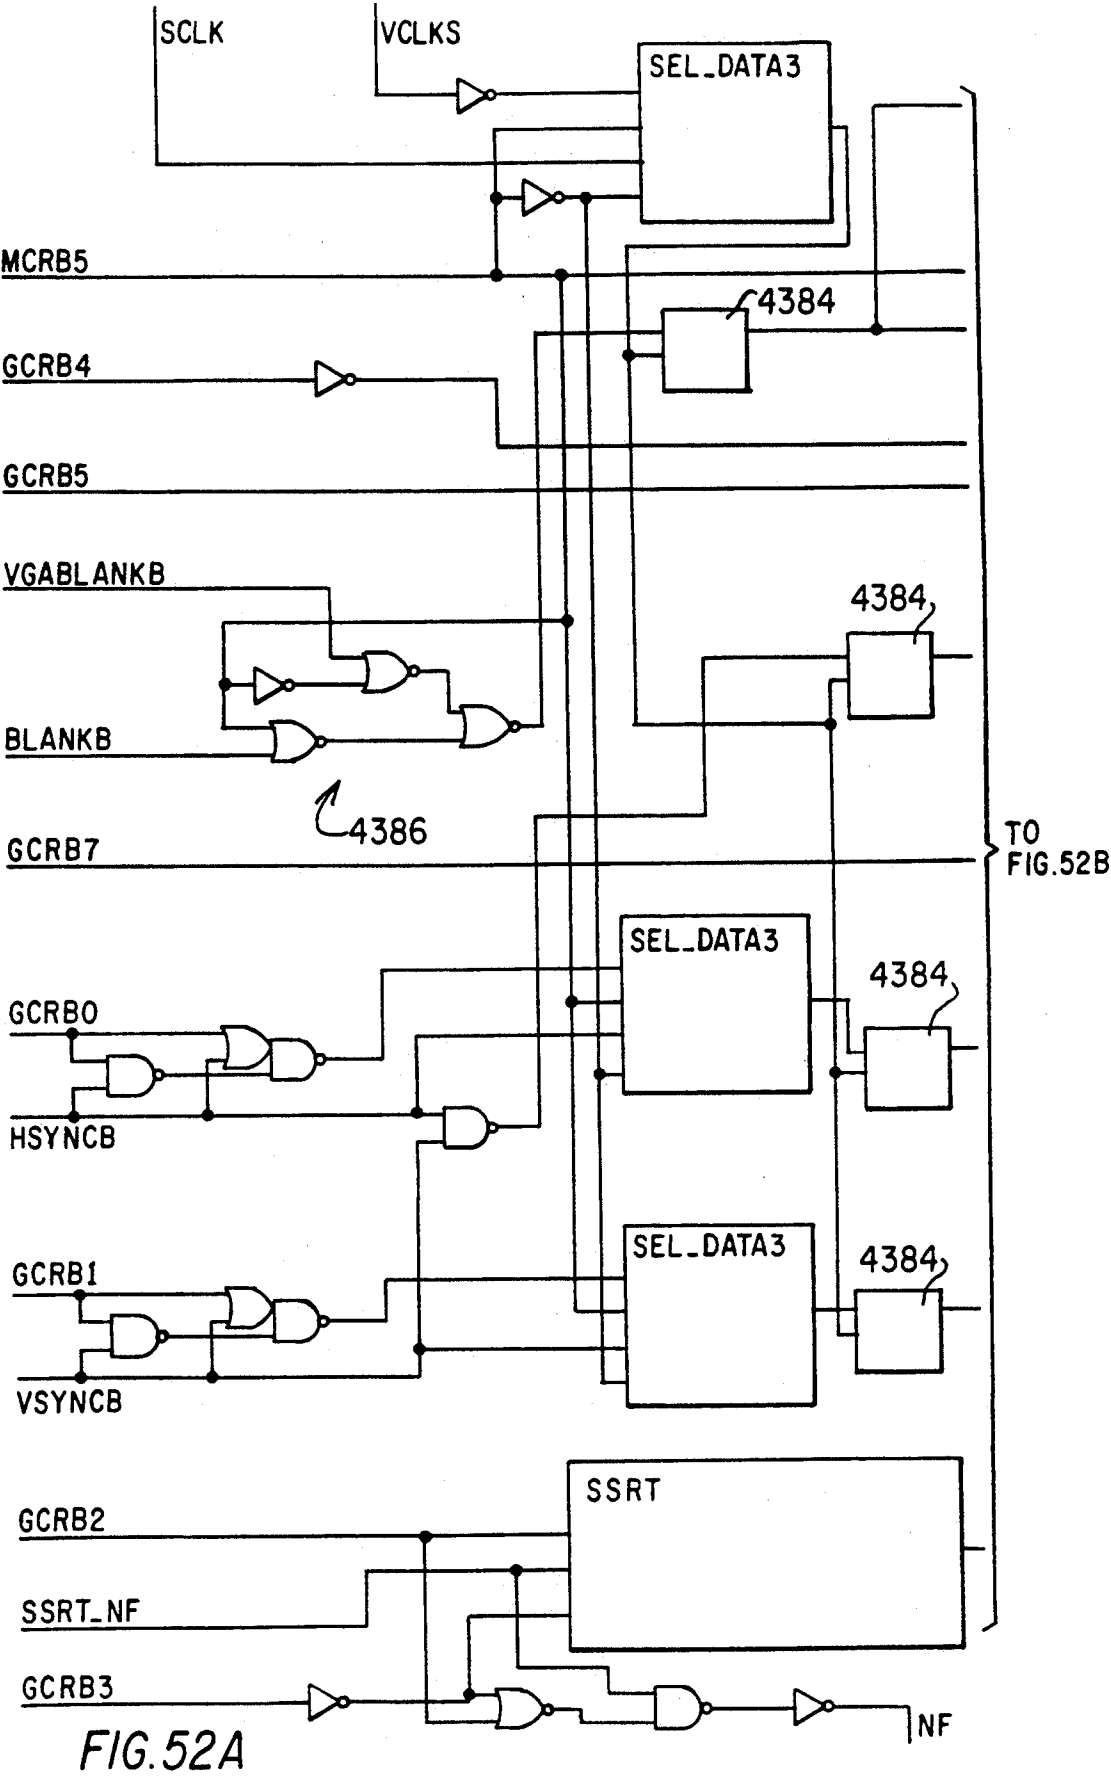 SCLK
VCLKS
SEL_DATA3
MCRB5
4384
GCRB4
GCRB5
VGABLANKB
4384
BLANKB
4386
GCRB7
TO
FIG.52B
SEL_DATA3
4384
GCRB0
HSYNCB
SEL_DATA3
4384
GCRB1
VSYNCB
SSRT
GCRB2
SSRT_NF
GCRB3
NF
FIG.52A